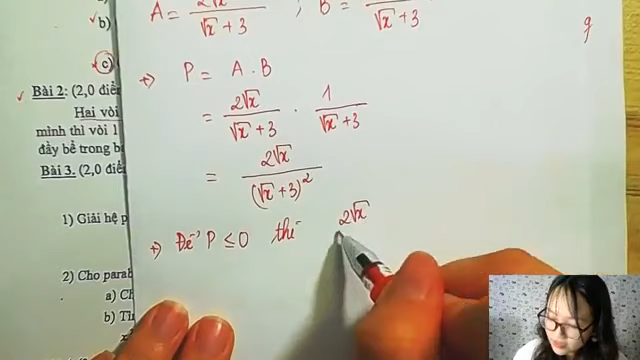 b)
c)
Bài 2: (2,0 điể
Hai vòi
mình thì vòi 1
đầy bể trong b
Bài 3. (2,0 điể
1) Giải hệ p
2) Cho parab
a) Ch
b) Tì
A = 2√x / (√x + 3) ; B = / (√x + 3)
+) P = A . B
= 2√x / (√x + 3) . 1 / (√x + 3)
= 2√x / (√x + 3)²
+) Để P ≤ 0 thì 2√x